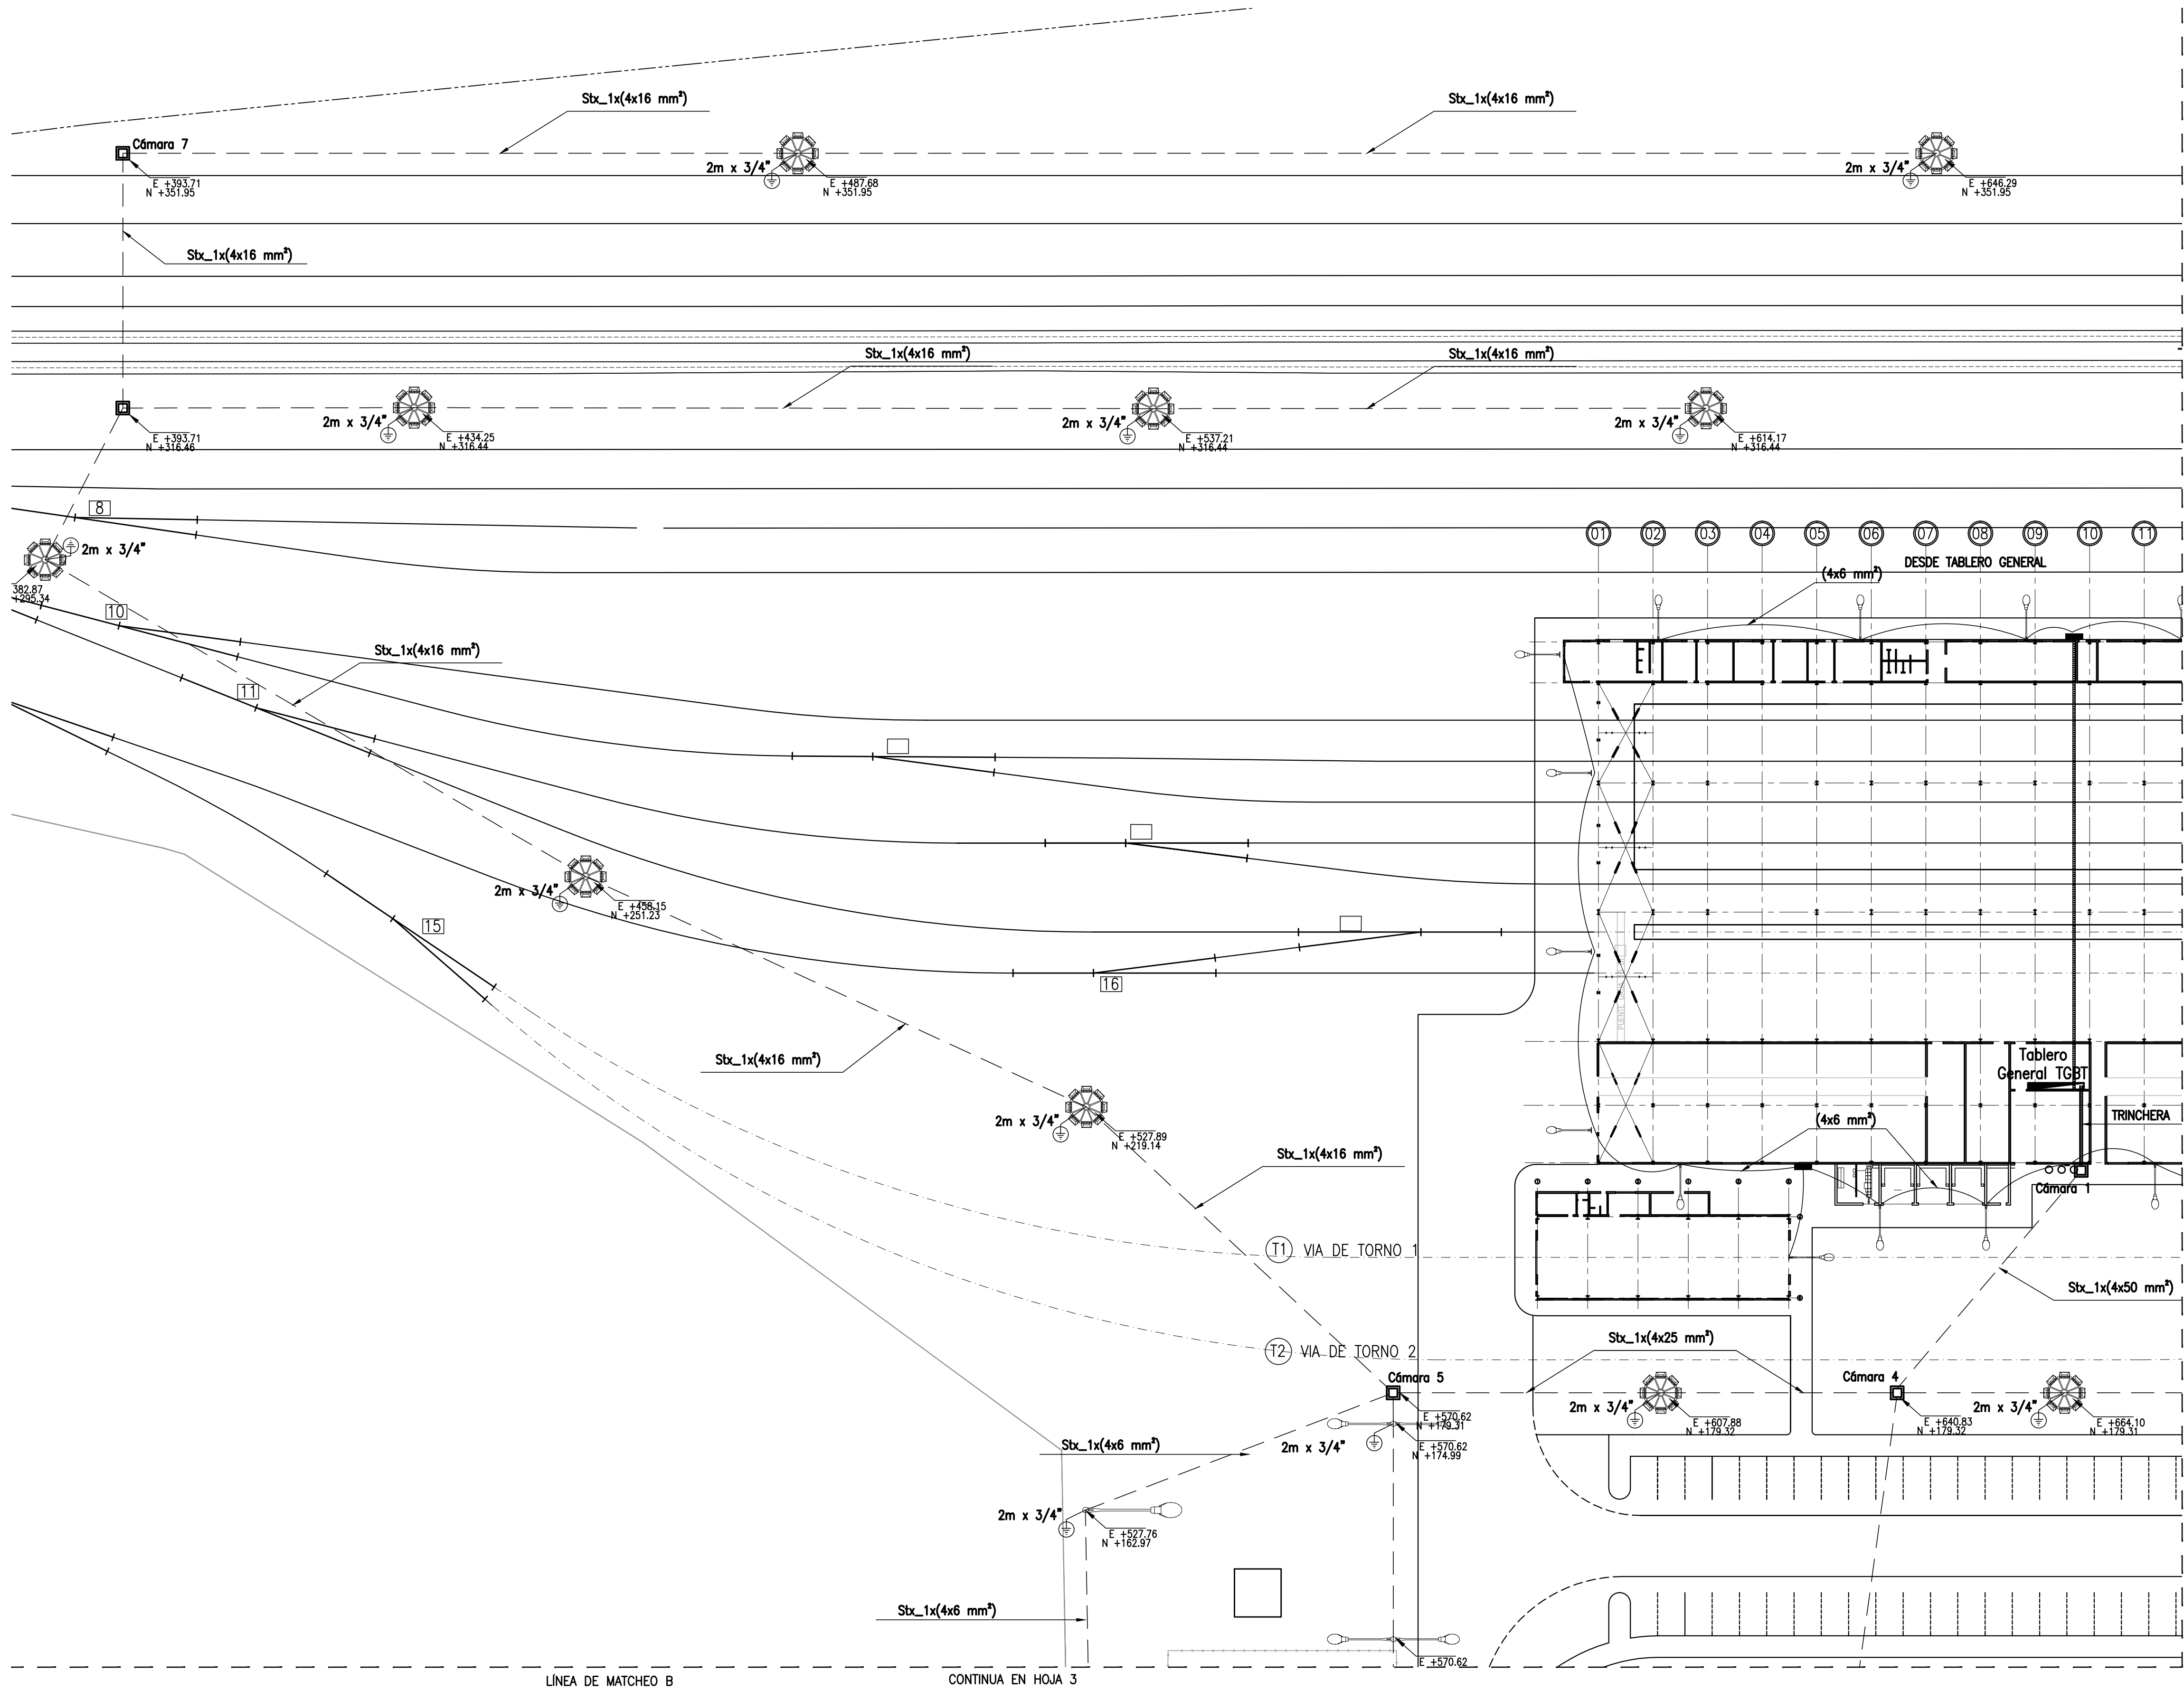 Stx_1x(4x16 mm²)
Stx_1x(4x16 mm²)
Cámara 7
2m x 3/4"
2m x 3/4"
E +393.71
N +351.95
E +487.68
N +351.95
E +646.29
N +351.95
Stx_1x(4x16 mm²)
Stx_1x(4x16 mm²)
Stx_1x(4x16 mm²)
2m x 3/4"
2m x 3/4"
2m x 3/4"
E +393.71
N +316.46
E +434.25
N +316.44
E +537.21
N +316.44
E +614.17
N +316.44
8
01
02
03
04
05
06
07
08
09
10
11
2m x 3/4"
DESDE TABLERO GENERAL
(4x6 mm²)
382.87
+295.34
10
Stx_1x(4x16 mm²)
11
2m x 3/4"
E +458.15
N +251.23
15
16
PUENTE
Stx_1x(4x16 mm²)
Tablero
General TGBT
2m x 3/4"
(4x6 mm²)
TRINCHERA
E +527.89
N +219.14
Stx_1x(4x16 mm²)
Cámara 1
T1 VIA DE TORNO 1
Stx_1x(4x50 mm²)
Stx_1x(4x25 mm²)
T2 VIA DE TORNO 2
Cámara 5
Cámara 4
2m x 3/4"
2m x 3/4"
E +570.62
N +179.31
E +607.88
N +179.32
E +640.83
N +179.32
E +664.10
N +179.31
Stx_1x(4x6 mm²)
2m x 3/4"
E +570.62
N +174.99
2m x 3/4"
E +527.76
N +162.97
Stx_1x(4x6 mm²)
E +570.62
LÍNEA DE MATCHEO B
CONTINUA EN HOJA 3